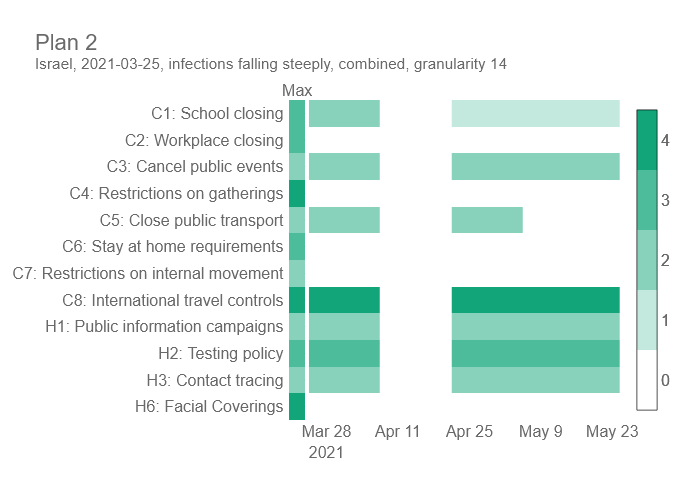 Plan 2
Israel, 2021-03-25, infections falling steeply, combined, granularity 14
Max
C1: School closing
C2: Workplace closing
C3: Cancel public events
C4: Restrictions on gatherings
C5: Close public transport
C6: Stay at home requirements
C7: Restrictions on internal movement
C8: International travel controls
H1: Public information campaigns
H2: Testing policy
H3: Contact tracing
H6: Facial Coverings
Mar 28 Apr 11 Apr 25 May 9 May 23
2021
4
3
2
1
0